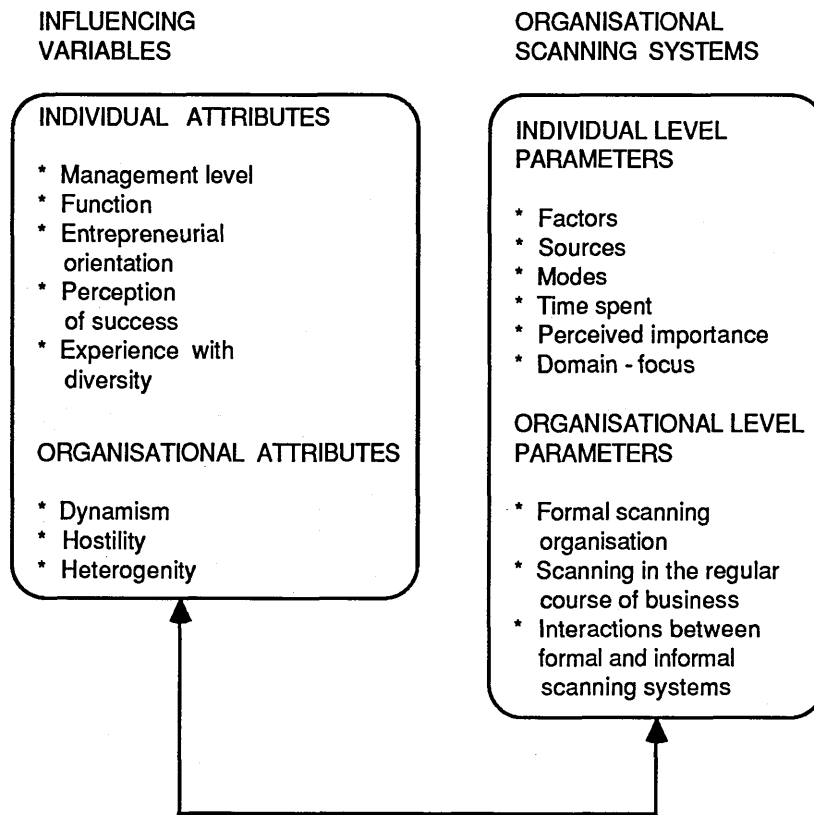 INFLUENCING
VARIABLES
INDIVIDUAL ATTRIBUTES
* Management level
* Function
* Entrepreneurial
orientation
* Perception
of success
* Experience with
diversity
ORGANISATIONAL ATTRIBUTES
* Dynamism
* Hostility
* Heterogenity
ORGANISATIONAL
SCANNING SYSTEMS
INDIVIDUAL LEVEL
PARAMETERS
* Factors
* Sources
* Modes
* Time spent
* Perceived importance
* Domain - focus
ORGANISATIONAL LEVEL
PARAMETERS
* Formal scanning
organisation
* Scanning in the regular
course of business
* Interactions between
formal and informal
scanning systems